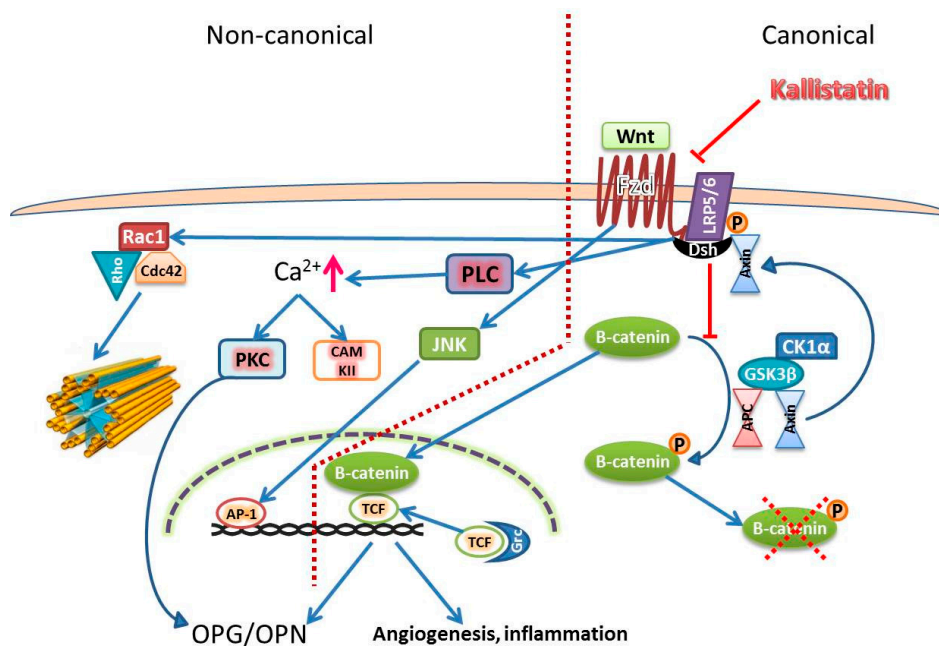 Non-canonical
Canonical
Kallistatin
Wnt
Fzd
LRP5/6
P
Dsh
Axin
Rac1
Rho
Cdc42
Ca2+
PLC
PKC
CAM
KII
JNK
B-catenin
CK1α
GSK3β
APC
Axin
B-catenin
P
B-catenin
P
B-catenin
TCF
AP-1
TCF
Grc
OPG/OPN
Angiogenesis, inflammation